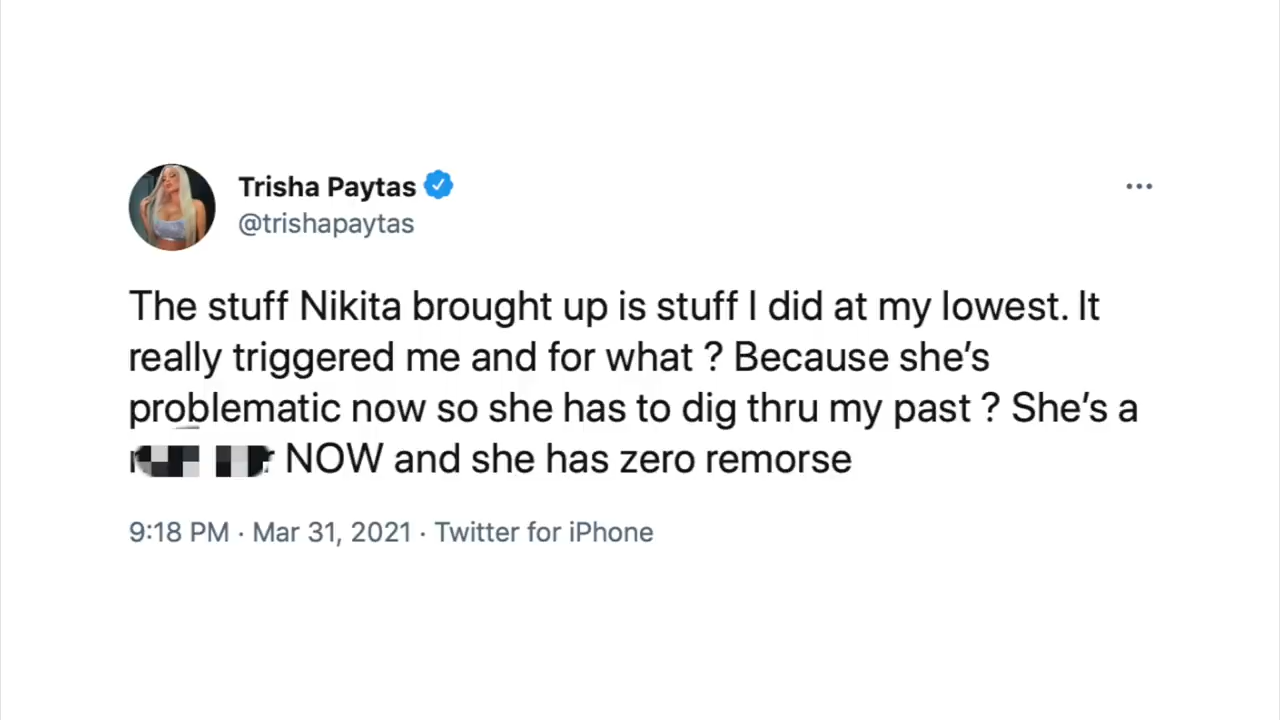 Trisha Paytas
@trishapaytas
The stuff Nikita brought up is stuff I did at my lowest. It
really triggered me and for what ? Because she’s
problematic now so she has to dig thru my past ? She’s a
NOW and she has zero remorse
9:18 PM · Mar 31, 2021 · Twitter for iPhone